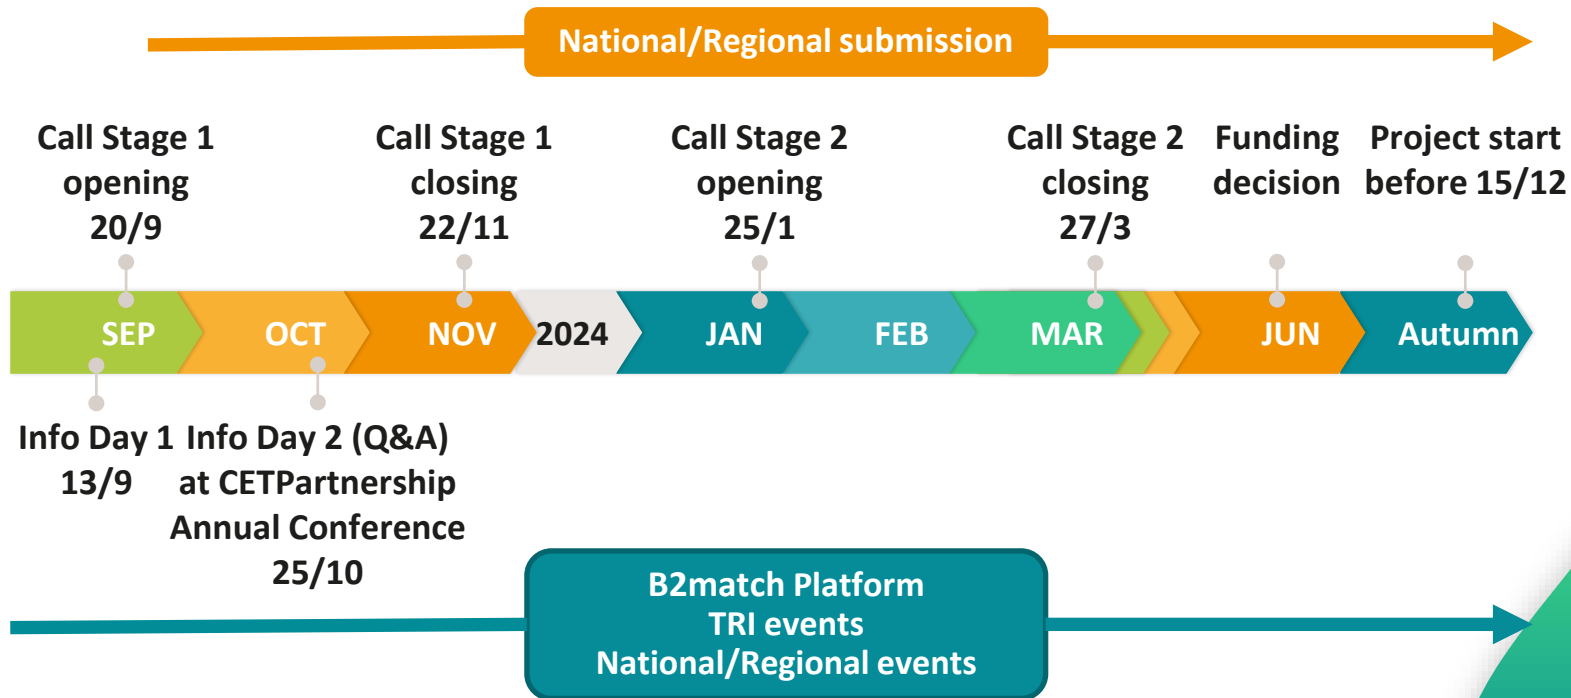 National/Regional submission
Call Stage 1
opening
20/9
Call Stage 1
closing
22/11
Call Stage 2
opening
25/1
Call Stage 2
closing
27/3
Funding
decision
Project start
before 15/12
SEP
OCT
NOV
2024
JAN
FEB
MAR
JUN
Autumn
Info Day 1
13/9
Info Day 2 (Q&A)
at CETPartnership
Annual Conference
25/10
B2match Platform
TRI events
National/Regional events